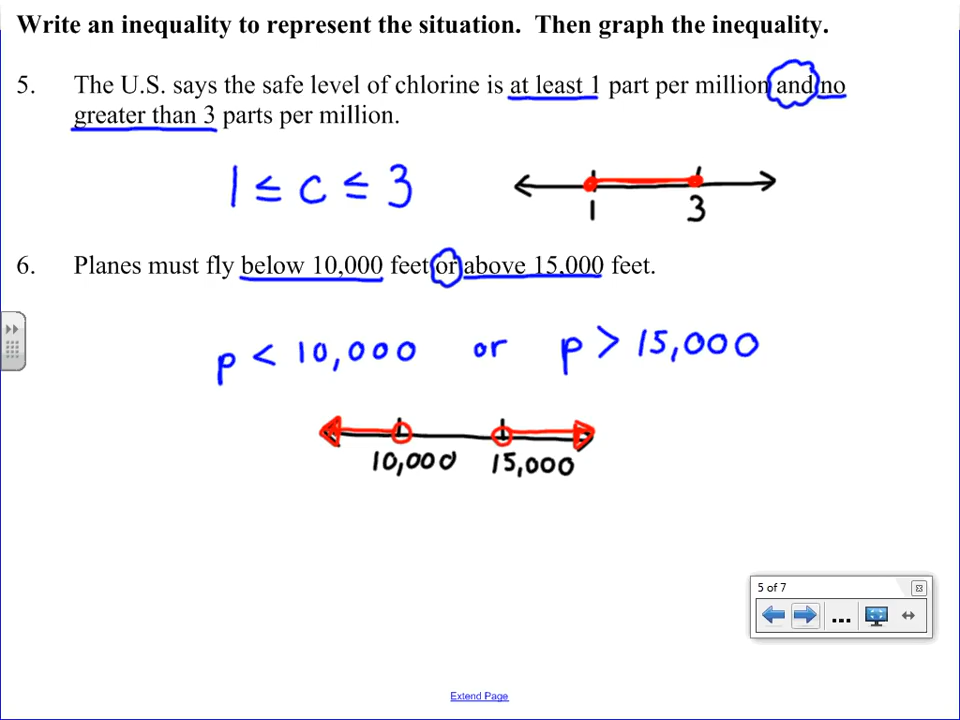 Write an inequality to represent the situation.  Then graph the inequality.
5. The U.S. says the safe level of chlorine is at least 1 part per million and no
greater than 3 parts per million.
1 ≤ c ≤ 3
1 3
6. Planes must fly below 10,000 feet or above 15,000 feet.
p < 10,000 or p > 15,000
10,000 15,000
5 of 7
...
Extend Page